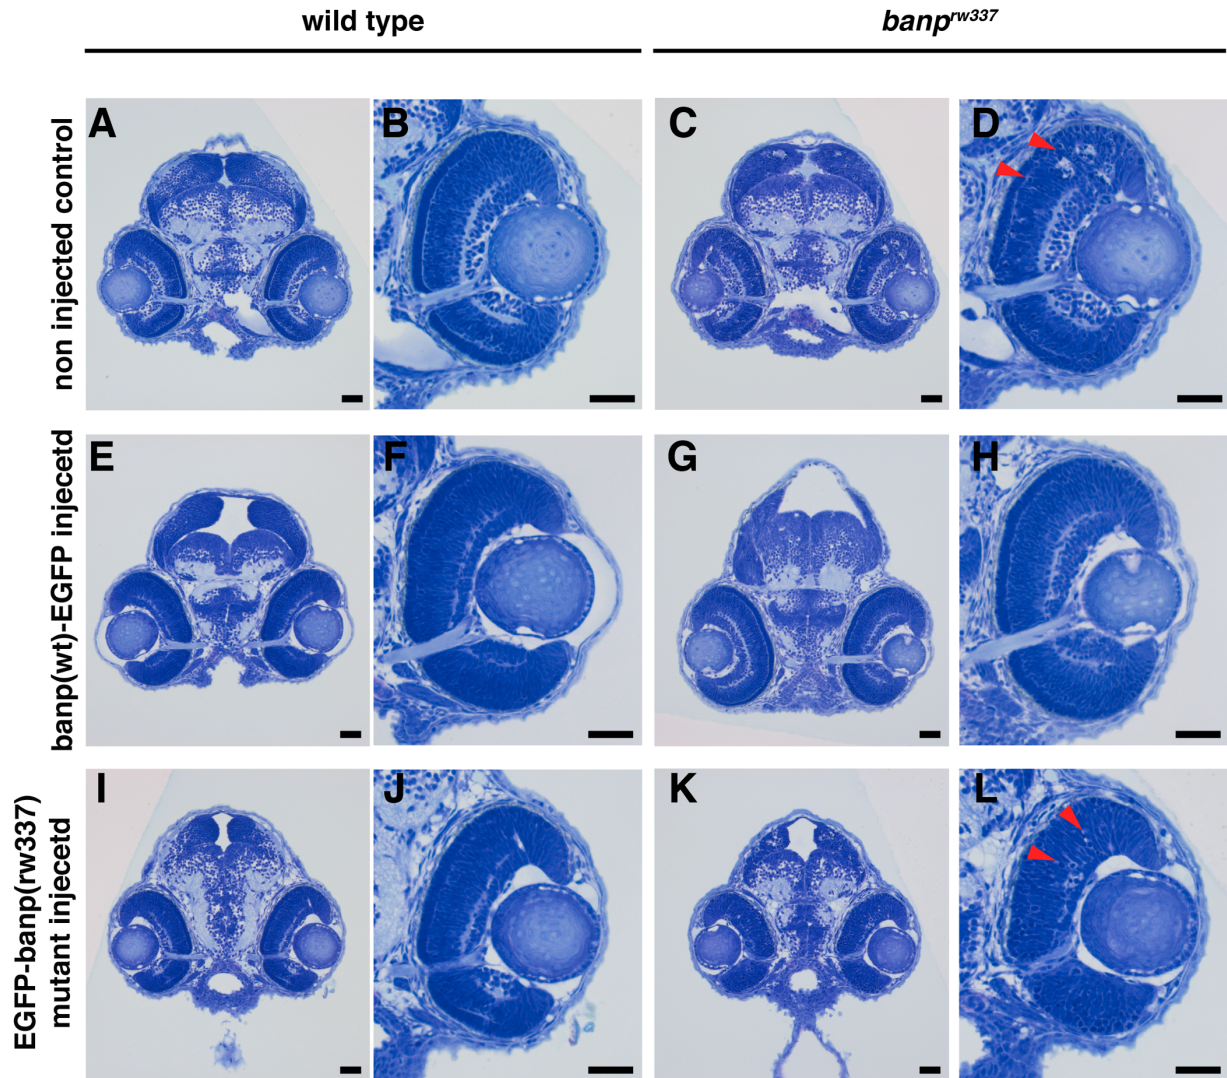 wild type
banprw337
non injected control
A
B
C
D
banp(wt)-EGFP injecetd
E
F
G
H
EGFP-banp(rw337)
mutant injecetd
I
J
K
L